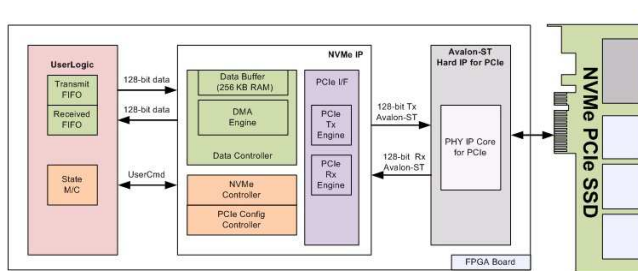 UserLogic
Transmit
FIFO
Received
FIFO
State
M/C
128-bit data
128-bit data
UserCmd
NVMe IP
Data Buffer
(256 KB RAM)
DMA
Engine
Data Controller
NVMe
Controller
PCIe Config
Controller
PCIe I/F
PCIe
Tx
Engine
PCIe
Rx
Engine
128-bit Tx
Avalon-ST
128-bit Rx
Avalon-ST
Avalon-ST
Hard IP for PCIe
PHY IP Core
for PCIe
FPGA Board
NVMe PCIe SSD